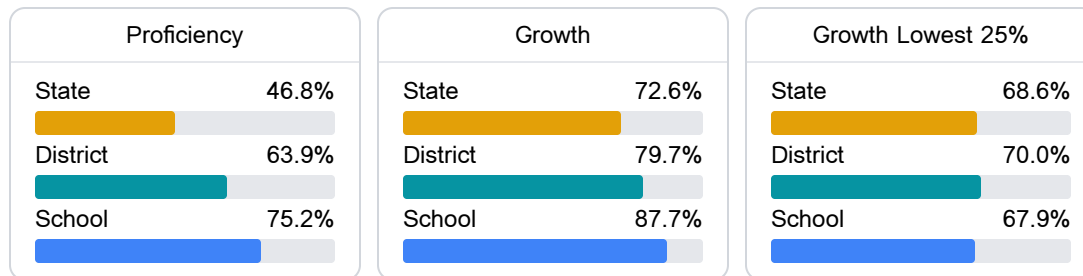 Proficiency
State 46.8%
District 63.9%
School 75.2%
Growth
State 72.6%
District 79.7%
School 87.7%
Growth Lowest 25%
State 68.6%
District 70.0%
School 67.9%